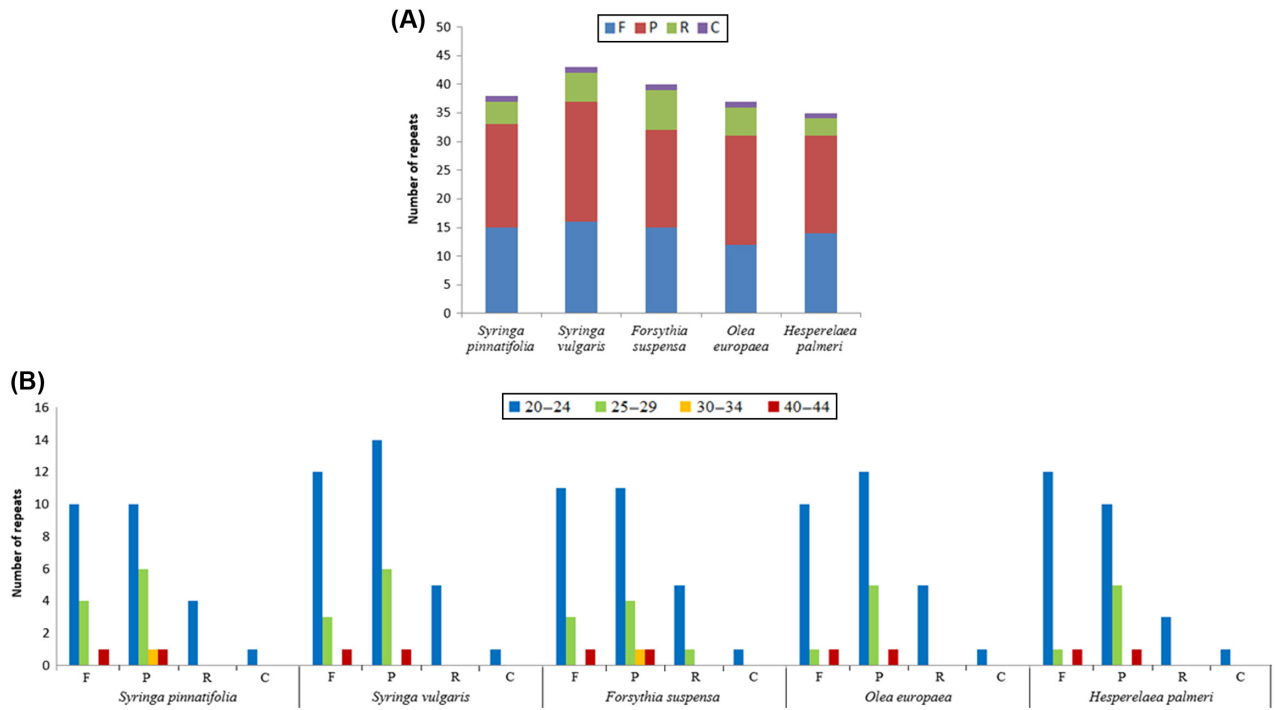 (A)
F P R C
50
45
40
35
30
25
20
15
10
5
0
Number of repeats
Syringa pinnatifolia
Syringa vulgaris
Forsythia suspensa
Olea europaea
Hesperelaea palmeri
(B)
20–24 25–29 30–34 40–44
16
14
12
10
8
6
4
2
0
Number of repeats
F P R C F P R C F P R C F P R C F P R C
Syringa pinnatifolia Syringa vulgaris Forsythia suspensa Olea europaea Hesperelaea palmeri